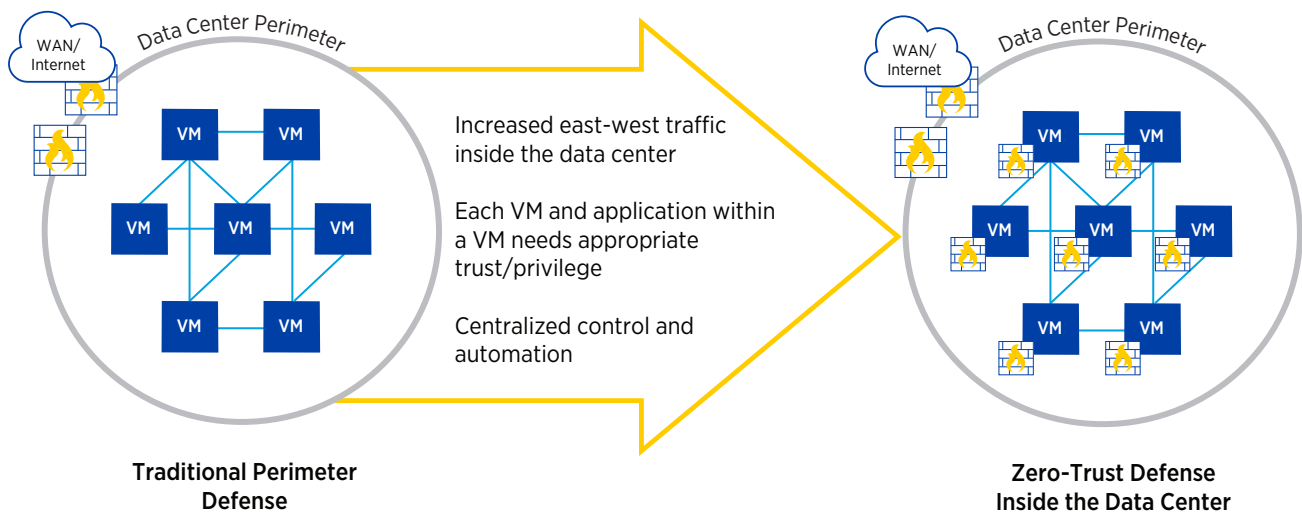 Data Center Perimeter
WAN/
Internet
VM
VM
VM
VM
VM
VM
VM
Traditional Perimeter
Defense
Increased east-west traffic
inside the data center
Each VM and application within
a VM needs appropriate
trust/privilege
Centralized control and
automation
Data Center Perimeter
WAN/
Internet
VM
VM
VM
VM
VM
VM
VM
Zero-Trust Defense
Inside the Data Center